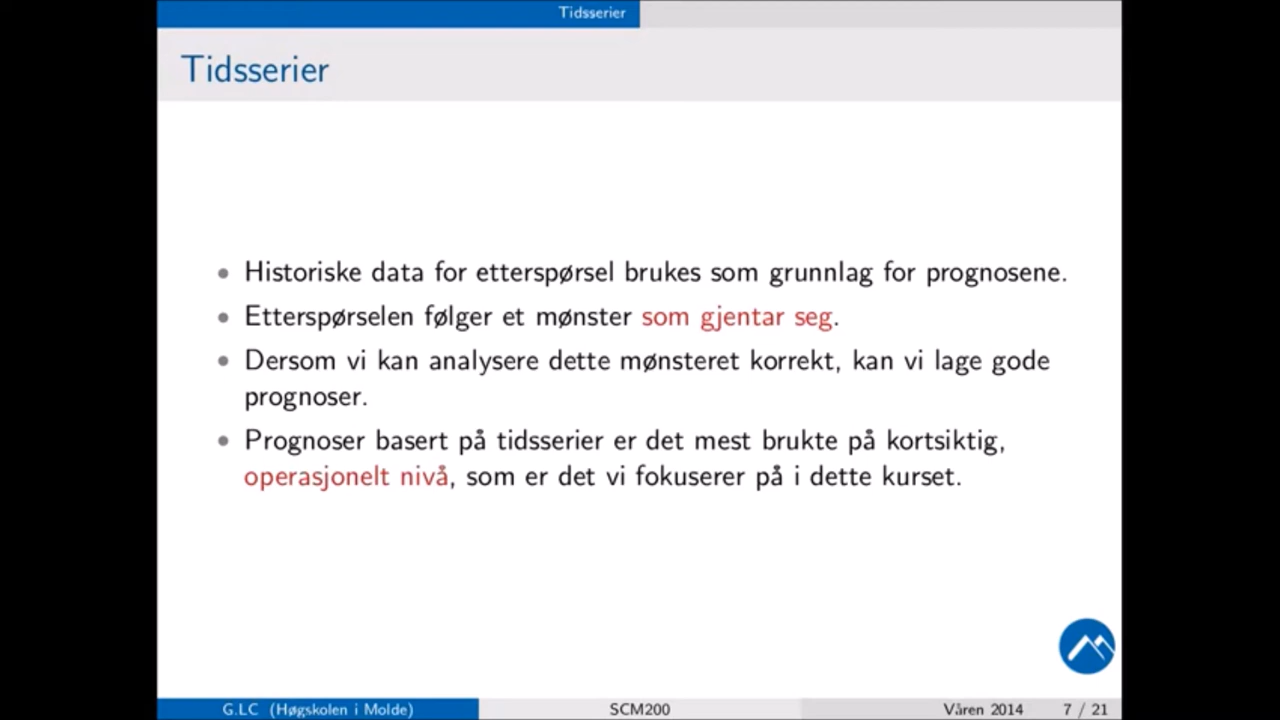 Tidsserier
Tidsserier
• Historiske data for etterspørsel brukes som grunnlag for prognosene.
• Etterspørselen følger et mønster som gjentar seg.
• Dersom vi kan analysere dette mønsteret korrekt, kan vi lage gode
prognoser.
• Prognoser basert på tidsserier er det mest brukte på kortsiktig,
operasjonelt nivå, som er det vi fokuserer på i dette kurset.
G.LC (Høgskolen i Molde) SCM200 Våren 2014 7 / 21